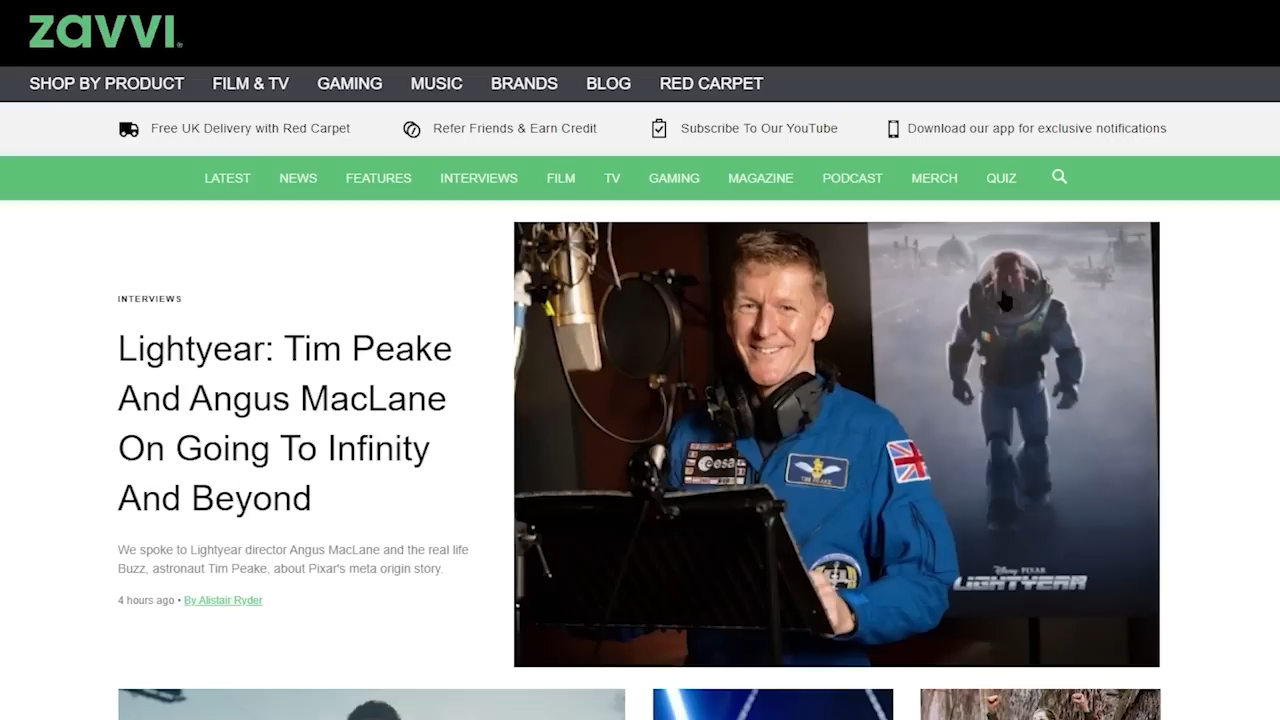 zavvi
SHOP BY PRODUCT FILM & TV GAMING MUSIC BRANDS BLOG RED CARPET
Free UK Delivery with Red Carpet Refer Friends & Earn Credit Subscribe To Our YouTube Download our app for exclusive notifications
LATEST NEWS FEATURES INTERVIEWS FILM TV GAMING MAGAZINE PODCAST MERCH QUIZ
INTERVIEWS
Lightyear: Tim Peake
And Angus MacLane
On Going To Infinity
And Beyond
We spoke to Lightyear director Angus MacLane and the real life
Buzz, astronaut Tim Peake, about Pixar's meta origin story.
4 hours ago • By Alistair Ryder
esa
TIM PEAKE
Disney · PIXAR
LIGHTYEAR